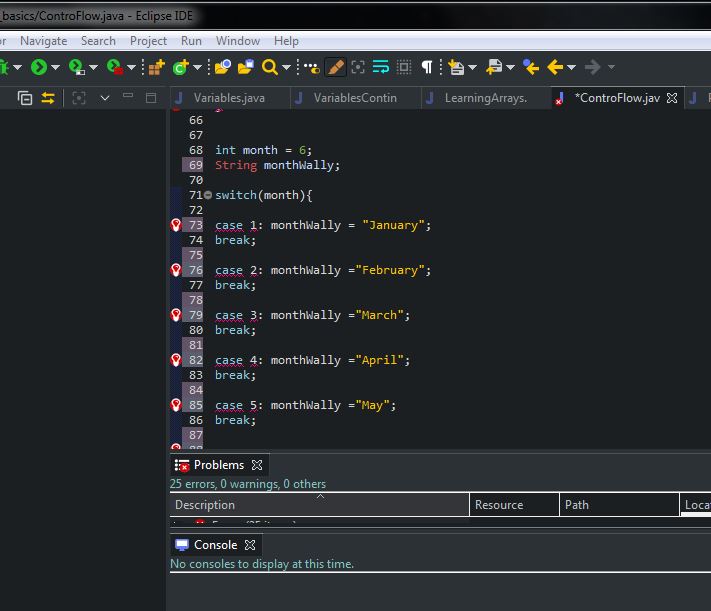 _basics/ControFlow.java - Eclipse IDE
or Navigate Search Project Run Window Help
Variables.java VariablesContin LearningArrays. *ControFlow.jav
66
67
68 int month = 6;
69 String monthWally;
70
71 switch(month){
72
73 case 1: monthWally = "January";
74 break;
75
76 case 2: monthWally ="February";
77 break;
78
79 case 3: monthWally ="March";
80 break;
81
82 case 4: monthWally ="April";
83 break;
84
85 case 5: monthWally ="May";
86 break;
87
88
Problems
25 errors, 0 warnings, 0 others
Description Resource Path Locat
Console
No consoles to display at this time.